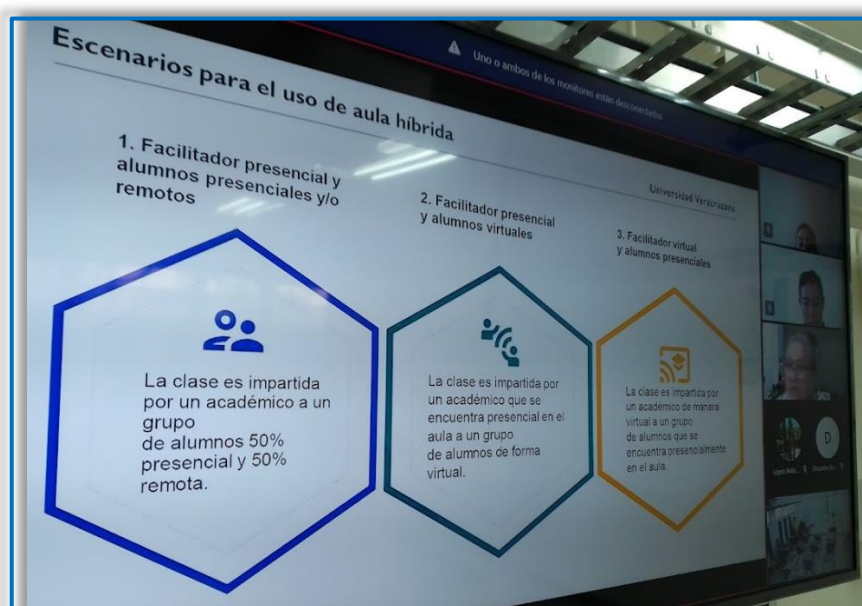 Uno o ambos de los monitores están desconectados
Escenarios para el uso de aula híbrida
Universidad Veracruzana
1. Facilitador presencial y
alumnos presenciales y/o
remotos
La clase es impartida
por un académico a un
grupo
de alumnos 50%
presencial y 50%
remota.
2. Facilitador presencial
y alumnos virtuales
La clase es impartida por
un académico que se
encuentra presencial en el
aula a un grupo
de alumnos de forma
virtual.
3. Facilitador virtual
y alumnos presenciales
La clase es impartida por
un académico de manera
virtual a un grupo
de alumnos que se
encuentra presencialmente
en el aula.
D